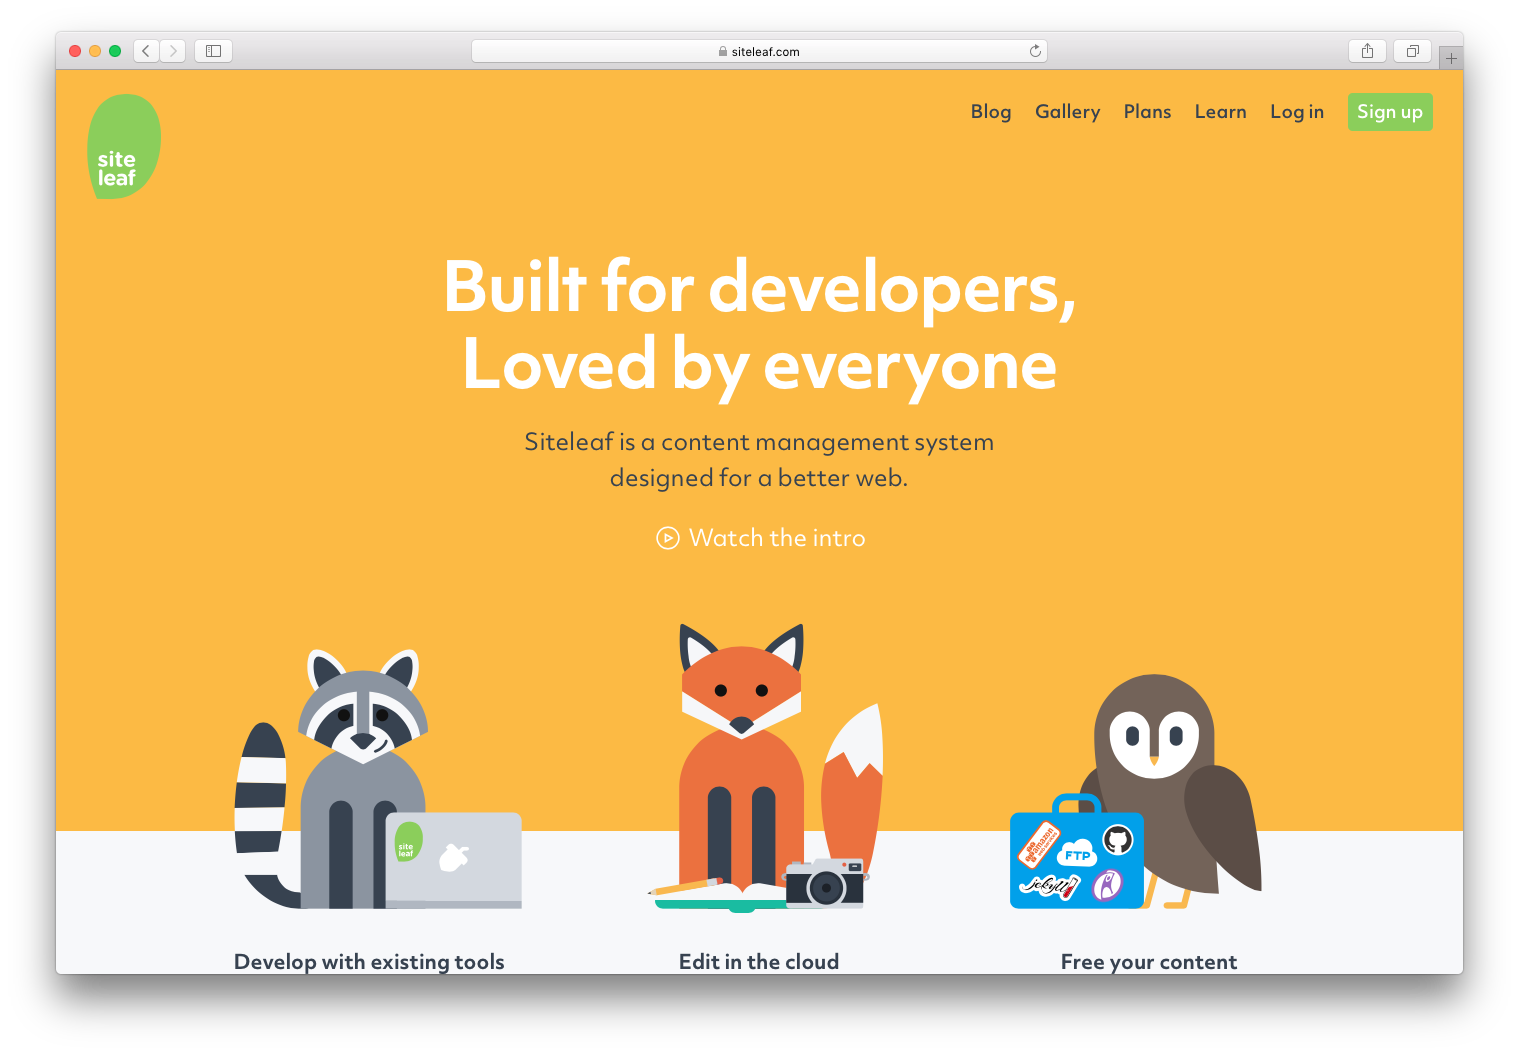 siteleaf.com
site
leaf
Blog Gallery Plans Learn Log in Sign up
Built for developers,
Loved by everyone
Siteleaf is a content management system
designed for a better web.
Watch the intro
site
leaf
amazon
FTP
jekyll
Develop with existing tools
Edit in the cloud
Free your content